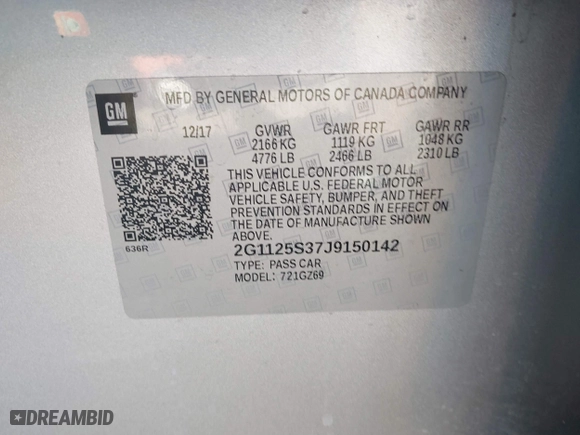 GM
MFD BY GENERAL MOTORS OF CANADA COMPANY
12/17 GVWR GAWR FRT GAWR RR
2166 KG 1119 KG 1048 KG
4776 LB 2466 LB 2310 LB
THIS VEHICLE CONFORMS TO ALL
APPLICABLE U.S. FEDERAL MOTOR
VEHICLE SAFETY, BUMPER, AND THEFT
PREVENTION STANDARDS IN EFFECT ON
THE DATE OF MANUFACTURE SHOWN
ABOVE.
636R
2G1125S37J9150142
TYPE: PASS CAR
MODEL: 721GZ69
DREAMBID